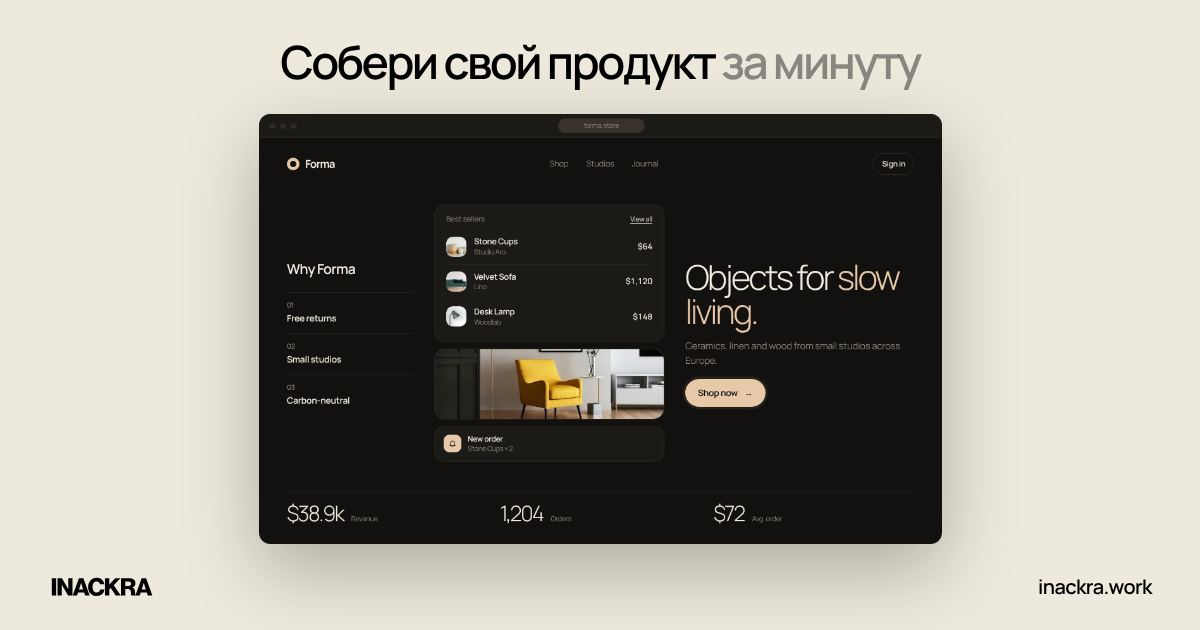 Собери свой продукт за минуту
forma.store
Forma
Shop Studios Journal
Sign in
Why Forma
01
Free returns
02
Small studios
03
Carbon-neutral
Best sellers View all
Stone Cups
Studio Aro
$64
Velvet Sofa
Lino
$1,120
Desk Lamp
Woodlab
$148
New order
Stone Cups × 2
Objects for slow
living.
Ceramics, linen and wood from small studios across
Europe.
Shop now →
$38.9k Revenue
1,204 Orders
$72 Avg. order
INACKRA
inackra.work